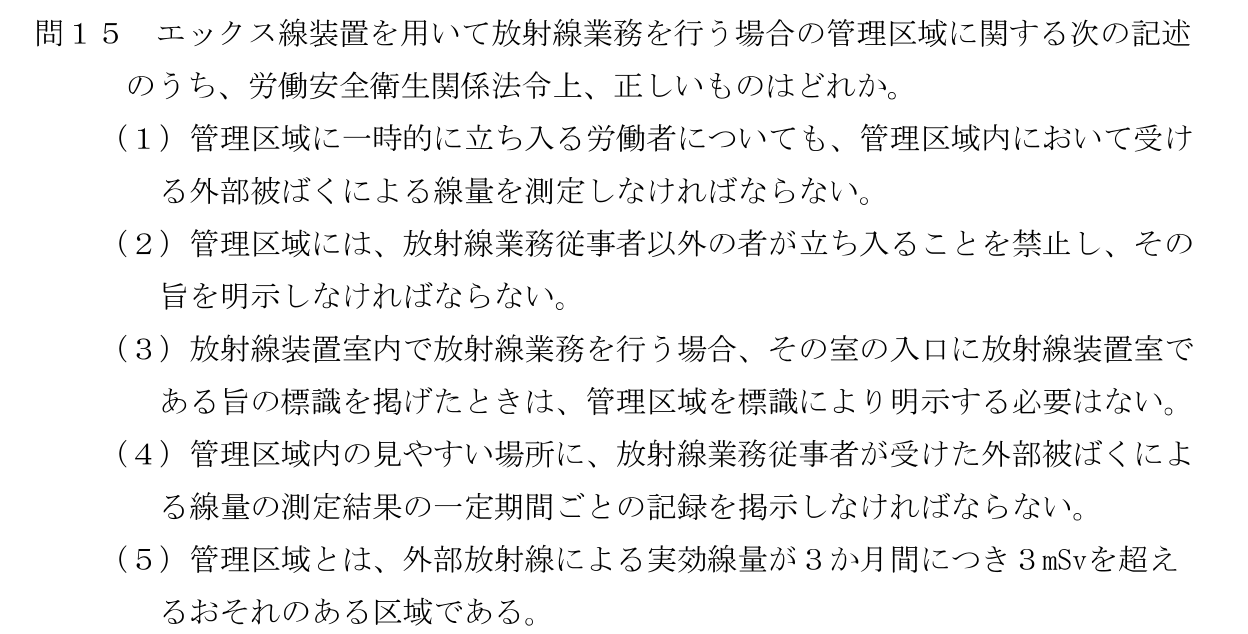 問１５　エックス線装置を用いて放射線業務を行う場合の管理区域に関する次の記述
のうち、労働安全衛生関係法令上、正しいものはどれか。
（１）管理区域に一時的に立ち入る労働者についても、管理区域内において受け
る外部被ばくによる線量を測定しなければならない。
（２）管理区域には、放射線業務従事者以外の者が立ち入ることを禁止し、その
旨を明示しなければならない。
（３）放射線装置室内で放射線業務を行う場合、その室の入口に放射線装置室で
ある旨の標識を掲げたときは、管理区域を標識により明示する必要はない。
（４）管理区域内の見やすい場所に、放射線業務従事者が受けた外部被ばくによ
る線量の測定結果の一定期間ごとの記録を掲示しなければならない。
（５）管理区域とは、外部放射線による実効線量が３か月間につき３mSvを超え
るおそれのある区域である。